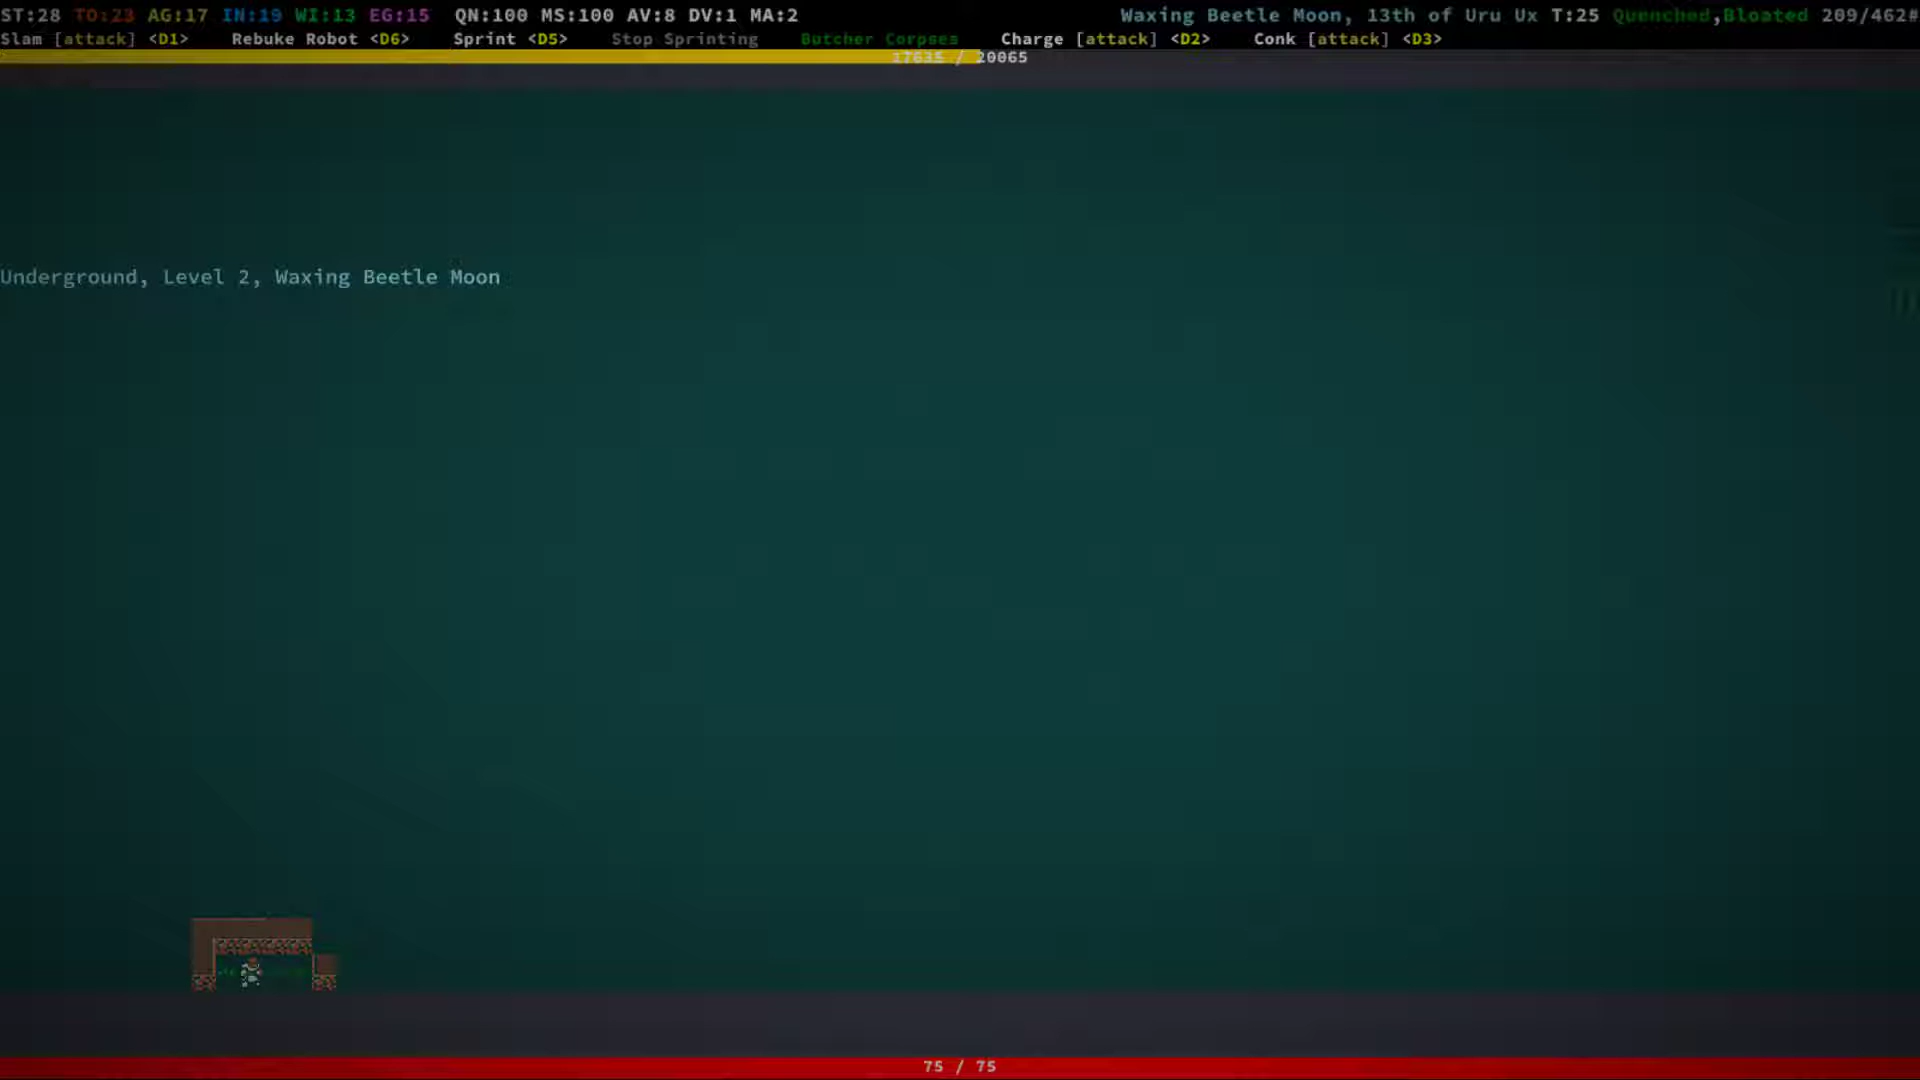 ST:28 TO:23 AG:17 IN:19 WI:13 EG:15 QN:100 MS:100 AV:8 DV:1 MA:2 Waxing Beetle Moon, 13th of Uru Ux T:25 Quenched,Bloated 209/462#
Slam [attack] <D1> Rebuke Robot <D6> Sprint <D5> Stop Sprinting Butcher Corpses Charge [attack] <D2> Conk [attack] <D3>
17635 / 20065
Underground, Level 2, Waxing Beetle Moon
75 / 75